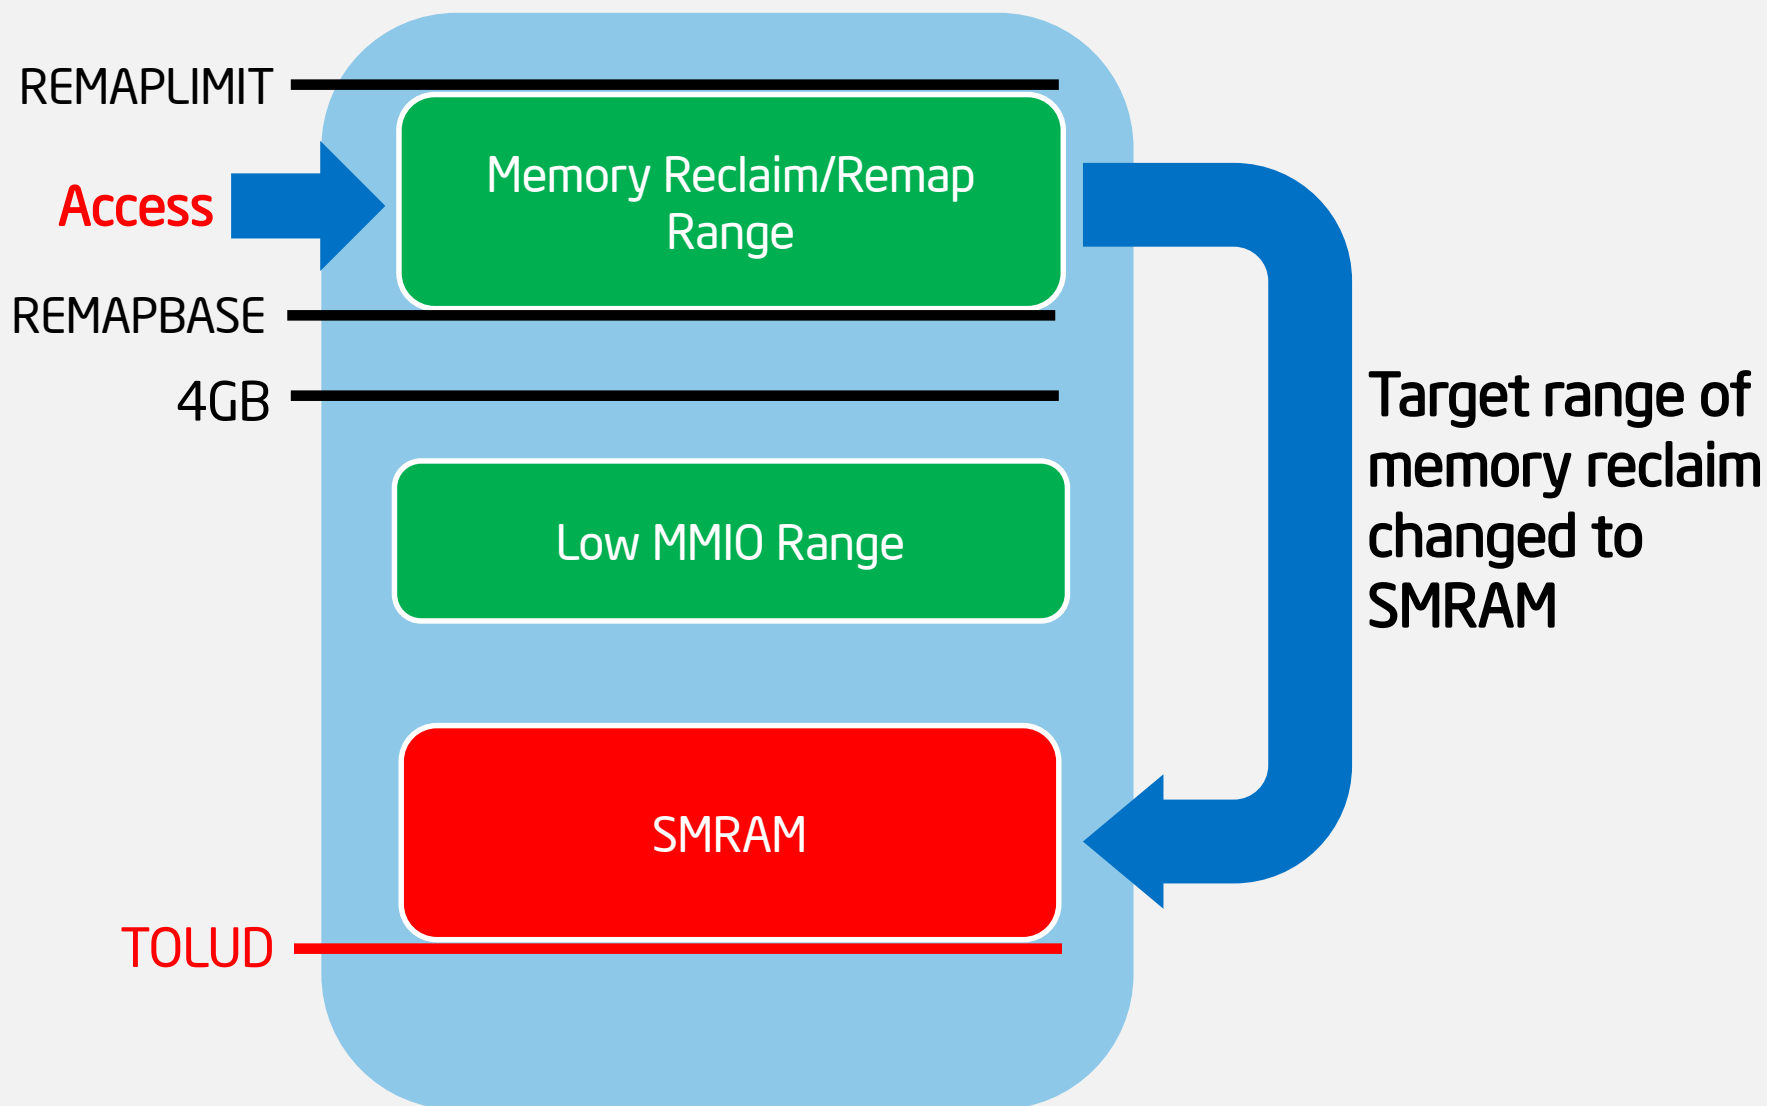 REMAPLIMIT
Memory Reclaim/Remap
Range
Access
REMAPBASE
4GB
Target range of
memory reclaim
changed to
SMRAM
Low MMIO Range
SMRAM
TOLUD